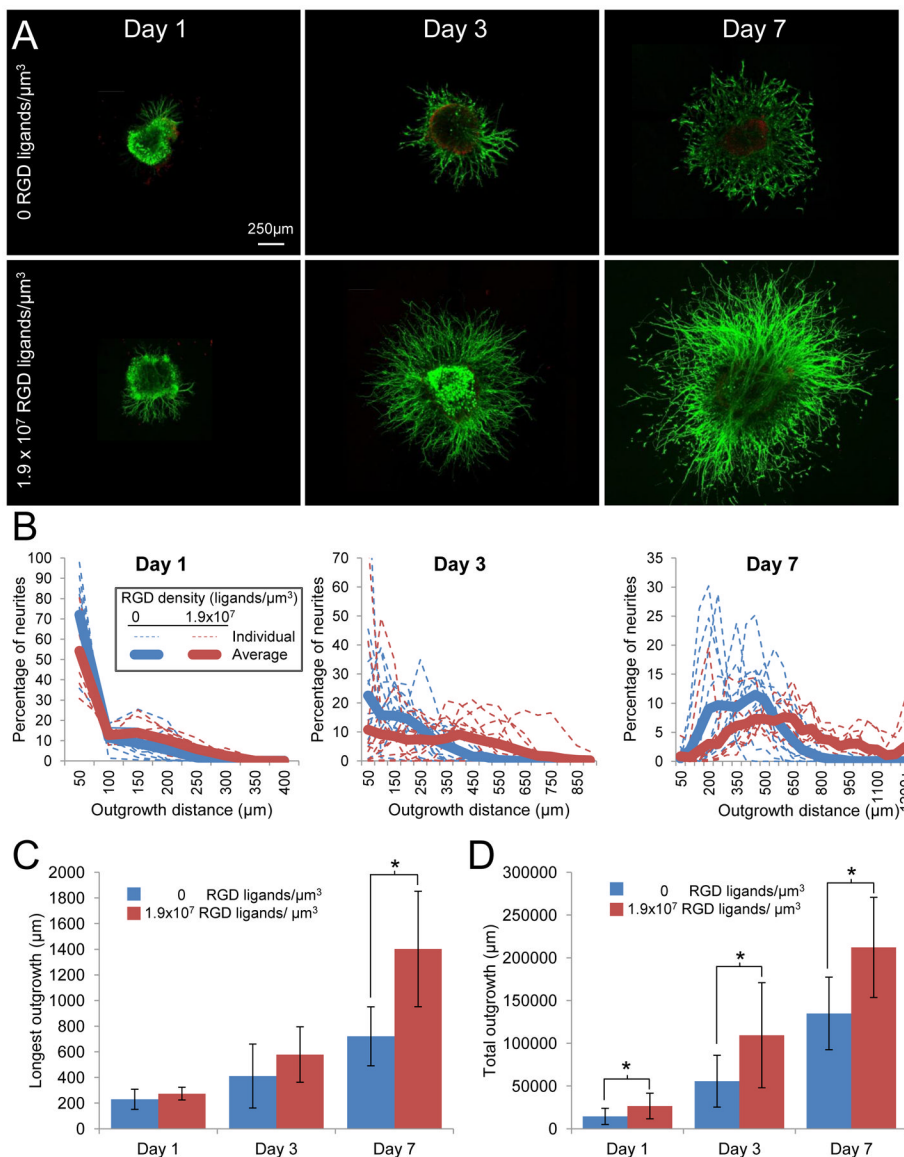 A
Day 1
Day 3
Day 7
0 RGD ligands/µm³
250µm
1.9 x 10⁷ RGD ligands/µm³
B
Day 1
Percentage of neurites
100
90
80
70
60
50
40
30
20
10
0
RGD density (ligands/µm³)
0 1.9x10⁷
Individual
Average
50
100
150
200
250
300
350
400
Outgrowth distance (µm)
Day 3
Percentage of neurites
70
60
50
40
30
20
10
0
50
150
250
350
450
550
650
750
850
Outgrowth distance (µm)
Day 7
Percentage of neurites
35
30
25
20
15
10
5
0
50
200
350
500
650
800
950
1100
Outgrowth distance (µm)
C
Longest outgrowth (µm)
2000
1800
1600
1400
1200
1000
800
600
400
200
0
0 RGD ligands/µm³
1.9x10⁷ RGD ligands/ µm³
*
Day 1 Day 3 Day 7
D
Total outgrowth (µm)
300000
250000
200000
150000
100000
50000
0
0 RGD ligands/µm³
1.9x10⁷ RGD ligands/ µm³
*
*
*
Day 1 Day 3 Day 7